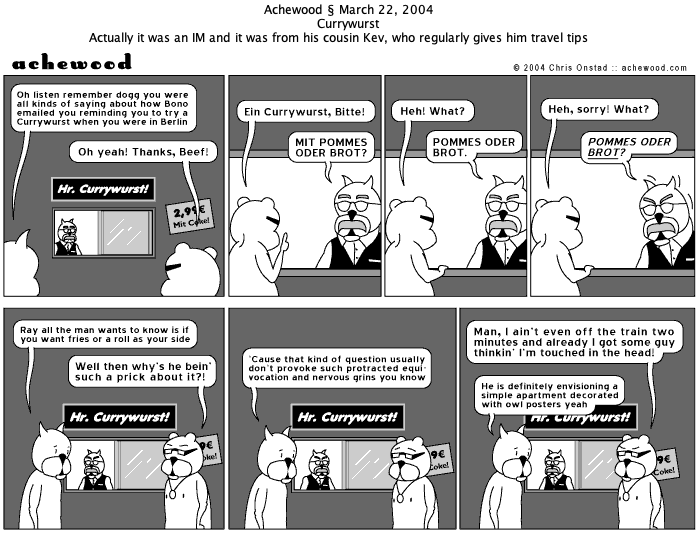 Achewood § March 22, 2004
Currywurst
Actually it was an IM and it was from his cousin Kev, who regularly gives him travel tips
achewood
© 2004 Chris Onstad :: achewood.com
Oh listen remember dogg you were
all kinds of saying about how Bono
emailed you reminding you to try a
Currywurst when you were in Berlin
Oh yeah! Thanks, Beef!
Hr. Currywurst!
2,99€
Mit Coke!
Ein Currywurst, Bitte!
MIT POMMES
ODER BROT?
Heh! What?
POMMES ODER
BROT.
Heh, sorry! What?
POMMES ODER
BROT?
Ray all the man wants to know is if
you want fries or a roll as your side
Well then why's he bein'
such a prick about it?!
Hr. Currywurst!
9€
oke!
'Cause that kind of question usually
don't provoke such protracted equi-
vocation and nervous grins you know
Hr. Currywurst!
9€
Coke!
Man, I ain't even off the train two
minutes and already I got some guy
thinkin' I'm touched in the head!
He is definitely envisioning a
simple apartment decorated
with owl posters yeah
Hr. Currywurst!
9€
Coke!